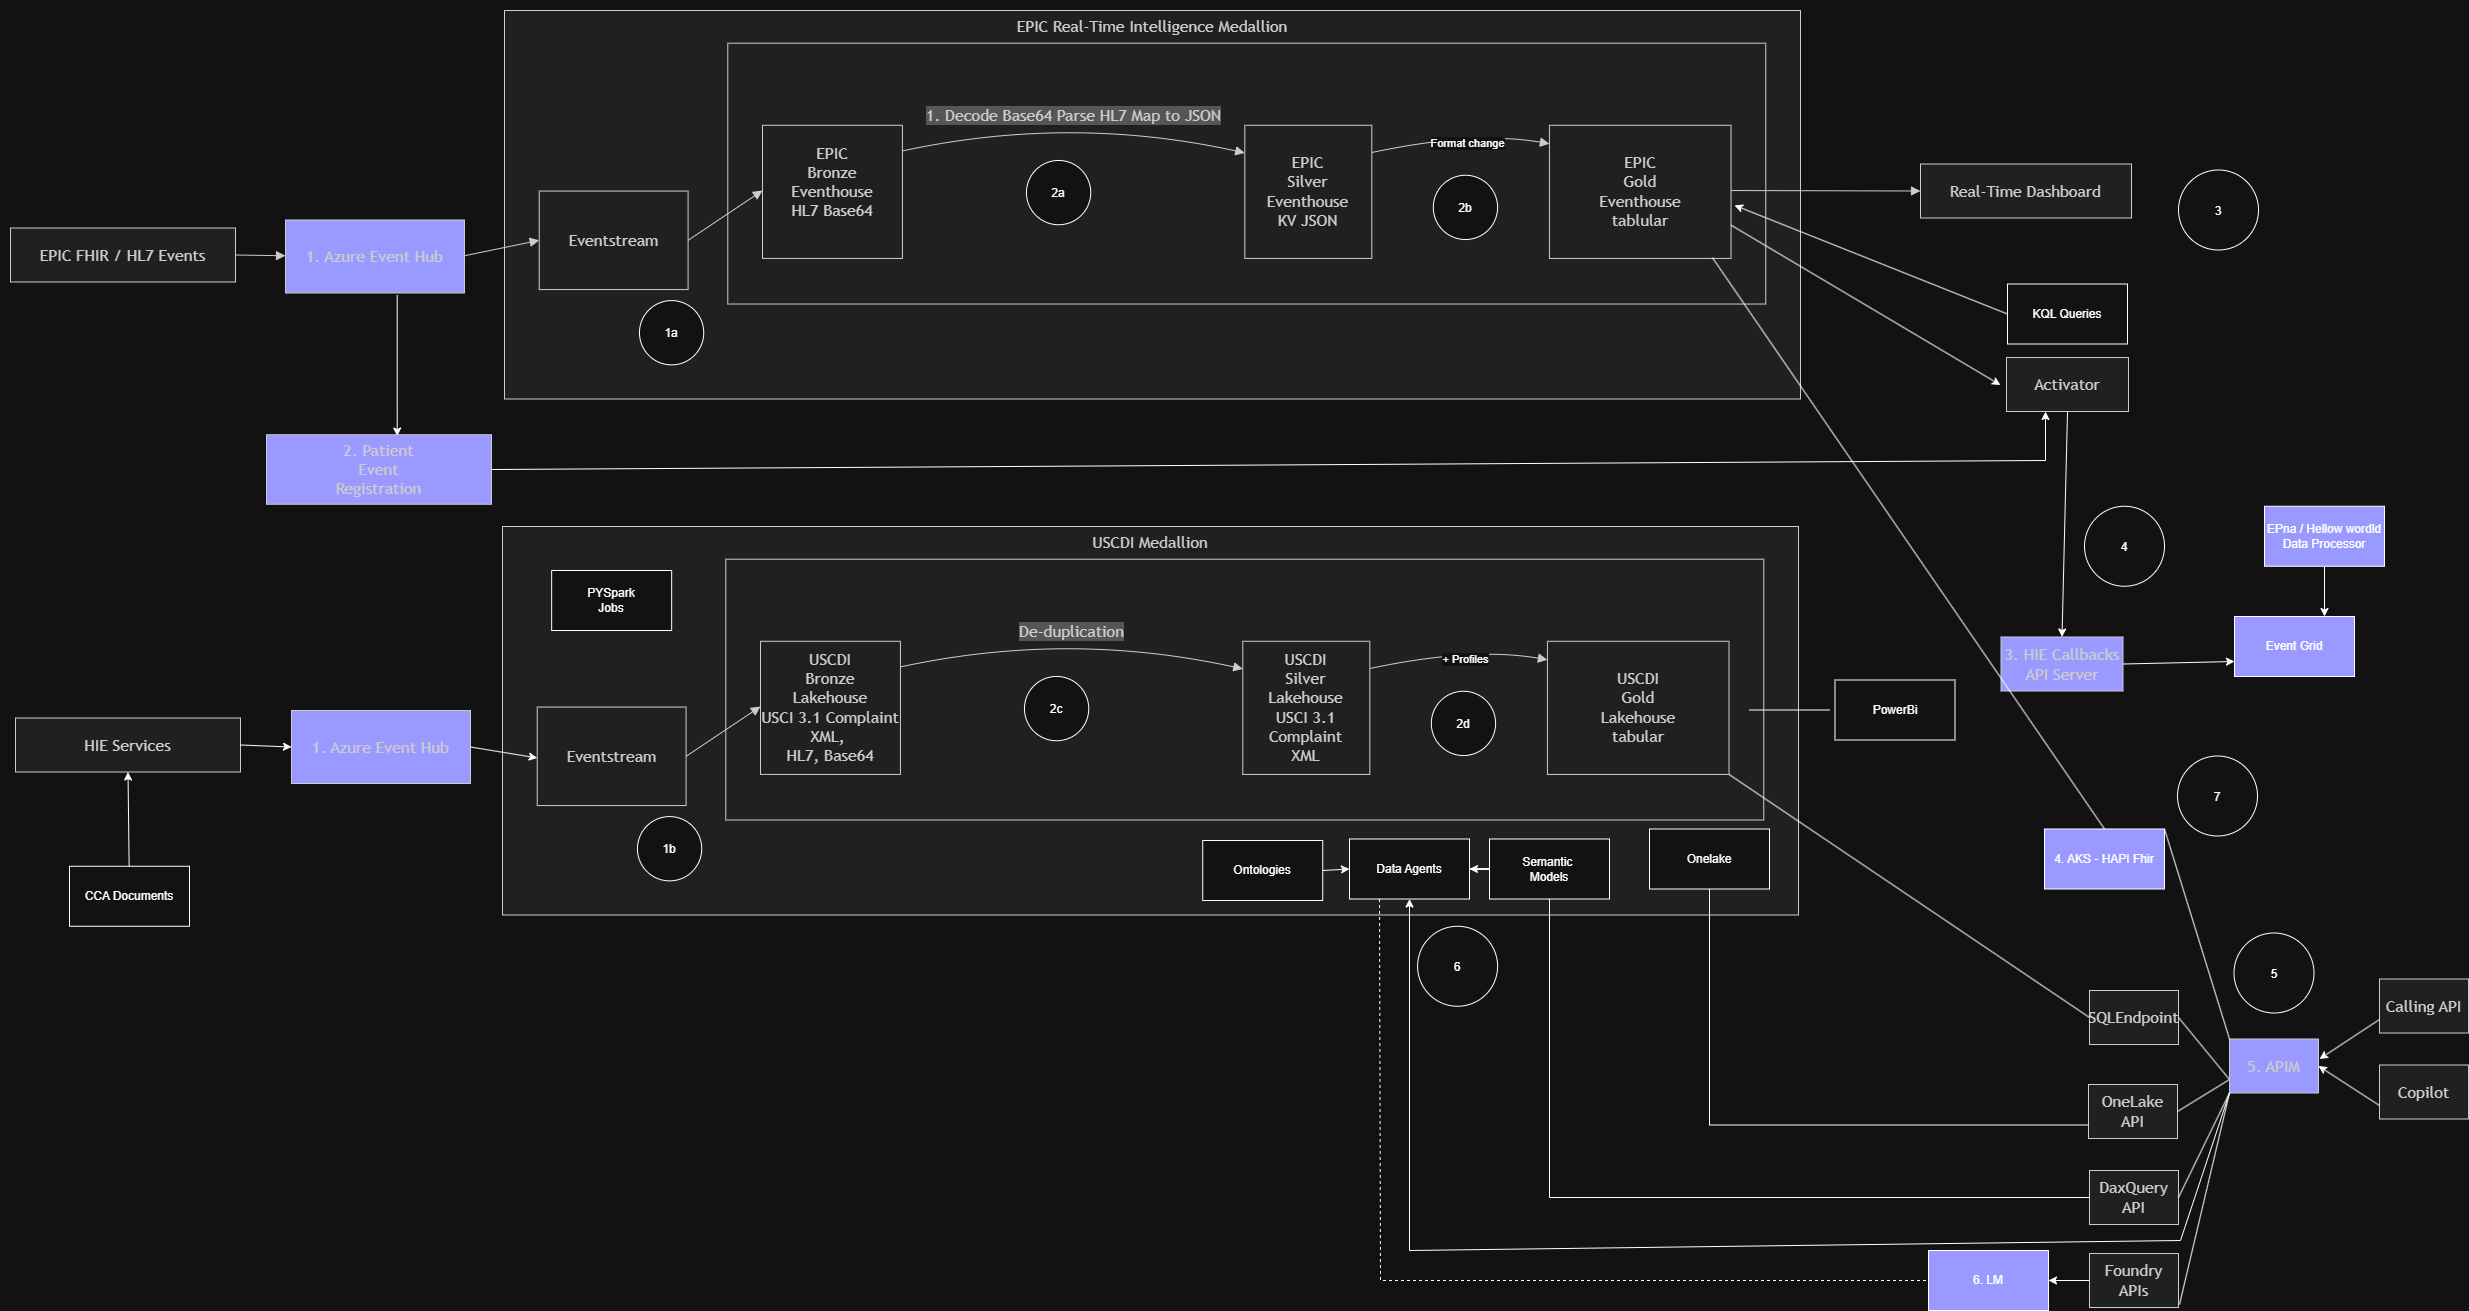 EPIC Real-Time Intelligence Medallion
1. Decode Base64 Parse HL7 Map to JSON
Format change
EPIC
Bronze
Eventhouse
HL7 Base64
2a
EPIC
Silver
Eventhouse
KV JSON
2b
EPIC
Gold
Eventhouse
tablular
Real-Time Dashboard
3
Eventstream
EPIC FHIR / HL7 Events
1. Azure Event Hub
1a
KQL Queries
Activator
2. Patient
Event
Registration
USCDI Medallion
4
EPna / Hellow wordld
Data Processor
PYSpark
Jobs
De-duplication
+ Profiles
USCDI
Bronze
Lakehouse
USCI 3.1 Complaint
XML,
HL7, Base64
2c
USCDI
Silver
Lakehouse
USCI 3.1
Complaint
XML
2d
USCDI
Gold
Lakehouse
tabular
3. HIE Callbacks
API Server
Event Grid
PowerBi
HIE Services
1. Azure Event Hub
Eventstream
1b
7
CCA Documents
Ontologies
Data Agents
Semantic
Models
Onelake
4. AKS - HAPI Fhir
6
5
SQLEndpoint
Calling API
5. APIM
Copilot
OneLake
API
DaxQuery
API
6. LM
Foundry
APIs